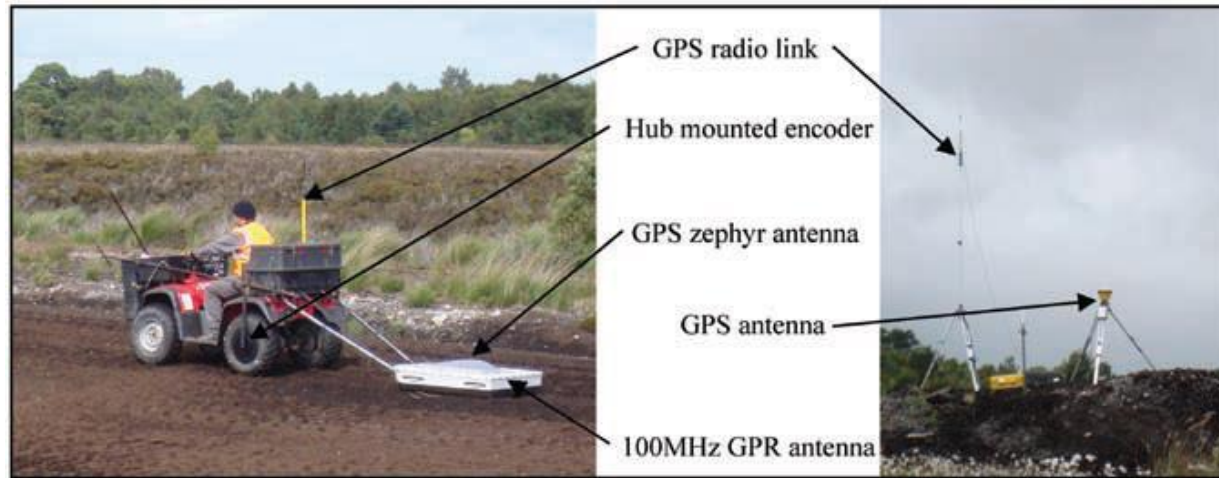 GPS radio link
Hub mounted encoder
GPS zephyr antenna
GPS antenna
100MHz GPR antenna